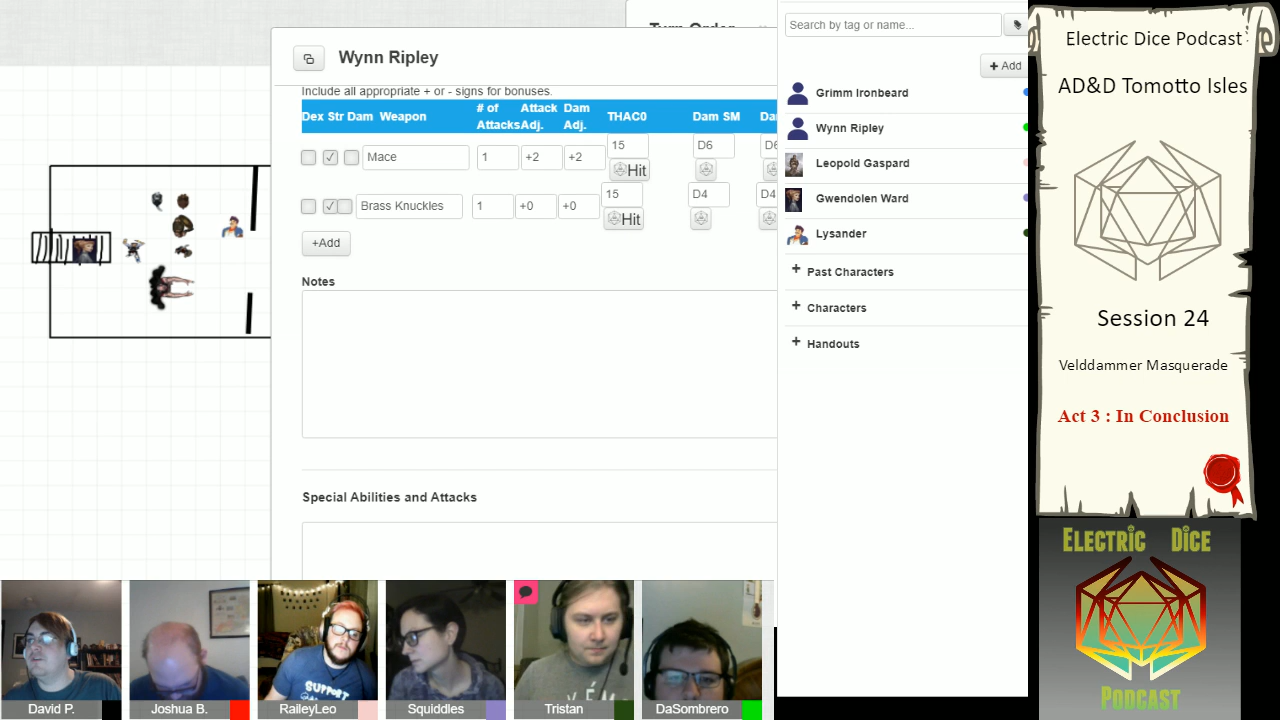 Wynn Ripley
Include all appropriate + or - signs for bonuses.
Dex Str Dam Weapon # of Attacks Attack Adj. Dam Adj. THAC0 Dam SM
Mace 1 +2 +2 15 D6 D6
Hit
Brass Knuckles 1 +0 +0 15 D4 D4
Hit
+Add
Notes
Special Abilities and Attacks
Search by tag or name...
+ Add
Grimm Ironbeard
Wynn Ripley
Leopold Gaspard
Gwendolen Ward
Lysander
+ Past Characters
+ Characters
+ Handouts
Electric Dice Podcast
AD&D Tomotto Isles
Session 24
Velddammer Masquerade
Act 3 : In Conclusion
Electric Dice
Podcast
SUPPORT
David P.
Joshua B.
RaileyLeo
Squiddles
Tristan
DaSombrero